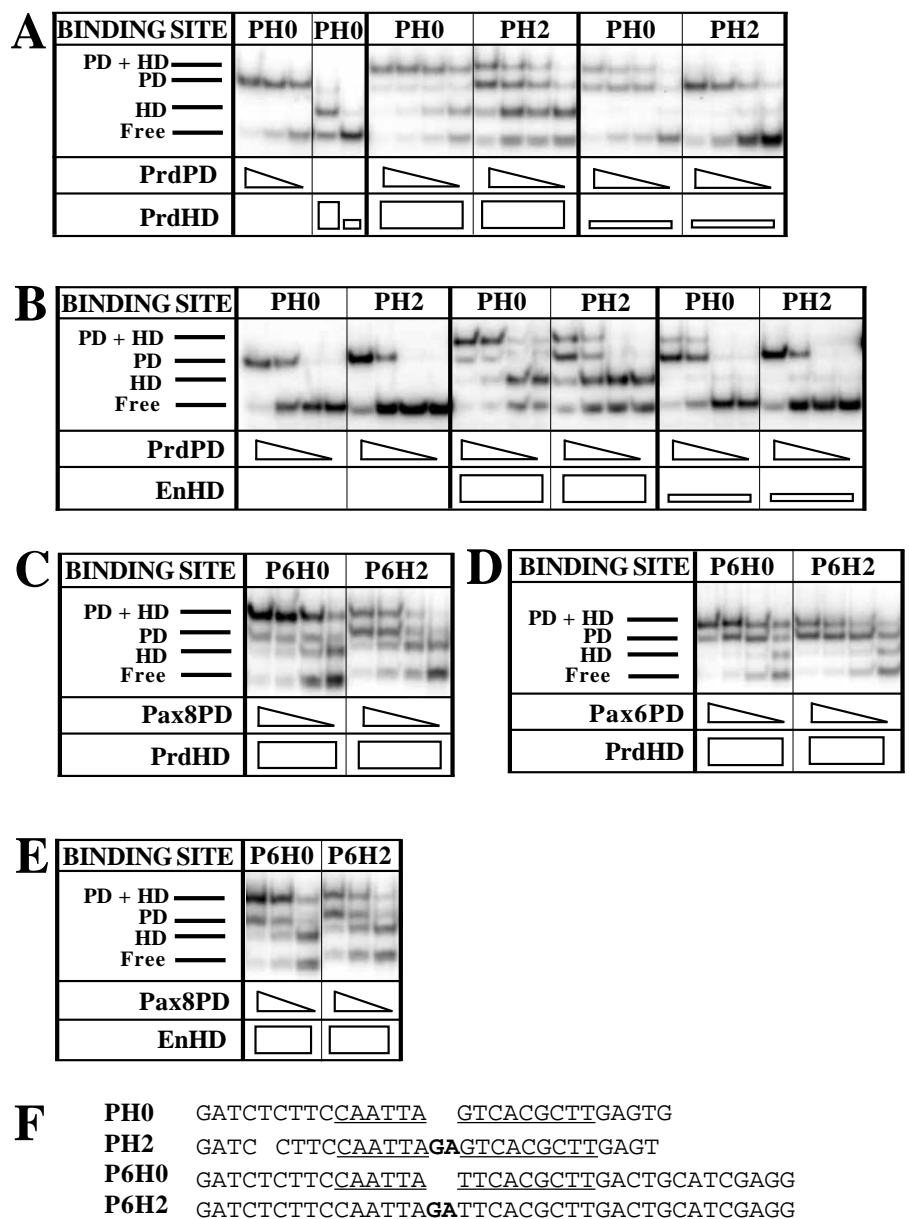 A
BINDING SITE PH0 PH0 PH0 PH2 PH0 PH2
PD + HD
PD
HD
Free
PrdPD
PrdHD
B
BINDING SITE PH0 PH2 PH0 PH2 PH0 PH2
PD + HD
PD
HD
Free
PrdPD
EnHD
C
BINDING SITE P6H0 P6H2
PD + HD
PD
HD
Free
Pax8PD
PrdHD
D
BINDING SITE P6H0 P6H2
PD + HD
PD
HD
Free
Pax6PD
PrdHD
E
BINDING SITE P6H0 P6H2
PD + HD
PD
HD
Free
Pax8PD
EnHD
F
PH0 GATCTCTTCCAATTA GTCACGCTTGAGTG
PH2 GATC CTTCCAATTAGAGTCACGCTTGAGT
P6H0 GATCTCTTCCAATTA TTCACGCTTGACTGCATCGAGG
P6H2 GATCTCTTCCAATTAGATTCACGCTTGACTGCATCGAGG